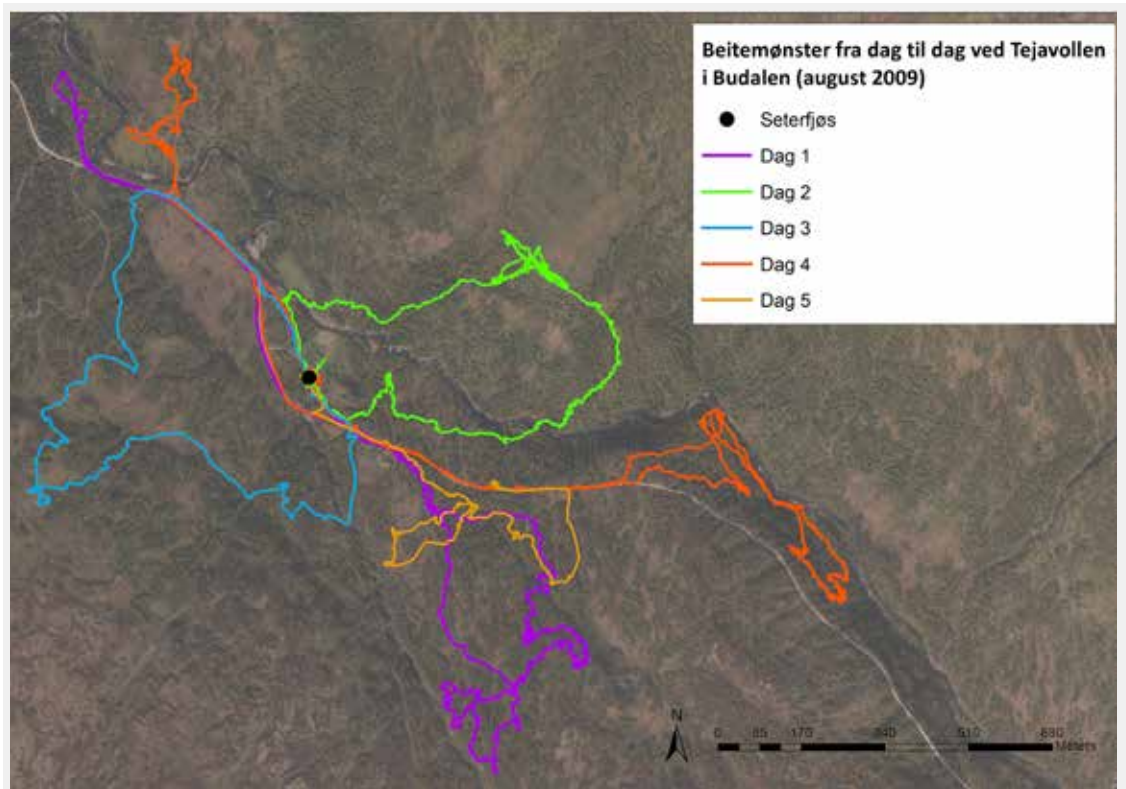 Beitemønster fra dag til dag ved Tejavollen
i Budalen (august 2009)
Seterfjøs
Dag 1
Dag 2
Dag 3
Dag 4
Dag 5
N
0 85 170 340 510 680
Meters